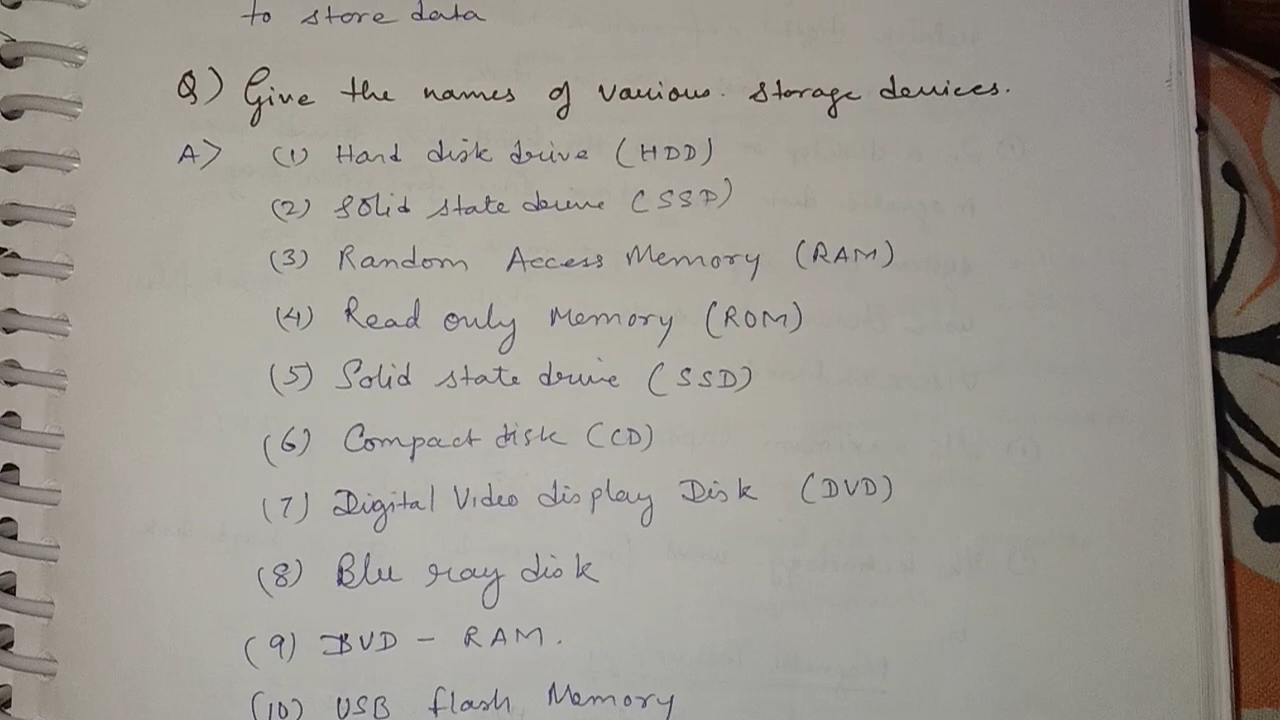 to store data
Q) Give the names of various storage devices.
A) (1) Hard disk drive (HDD)
(2) Solid state drive (SSD)
(3) Random Access Memory (RAM)
(4) Read only Memory (ROM)
(5) Solid state drive (SSD)
(6) Compact disk (CD)
(7) Digital Video display Disk (DVD)
(8) Blu ray disk
(9) DVD - RAM.
(10) USB flash Memory